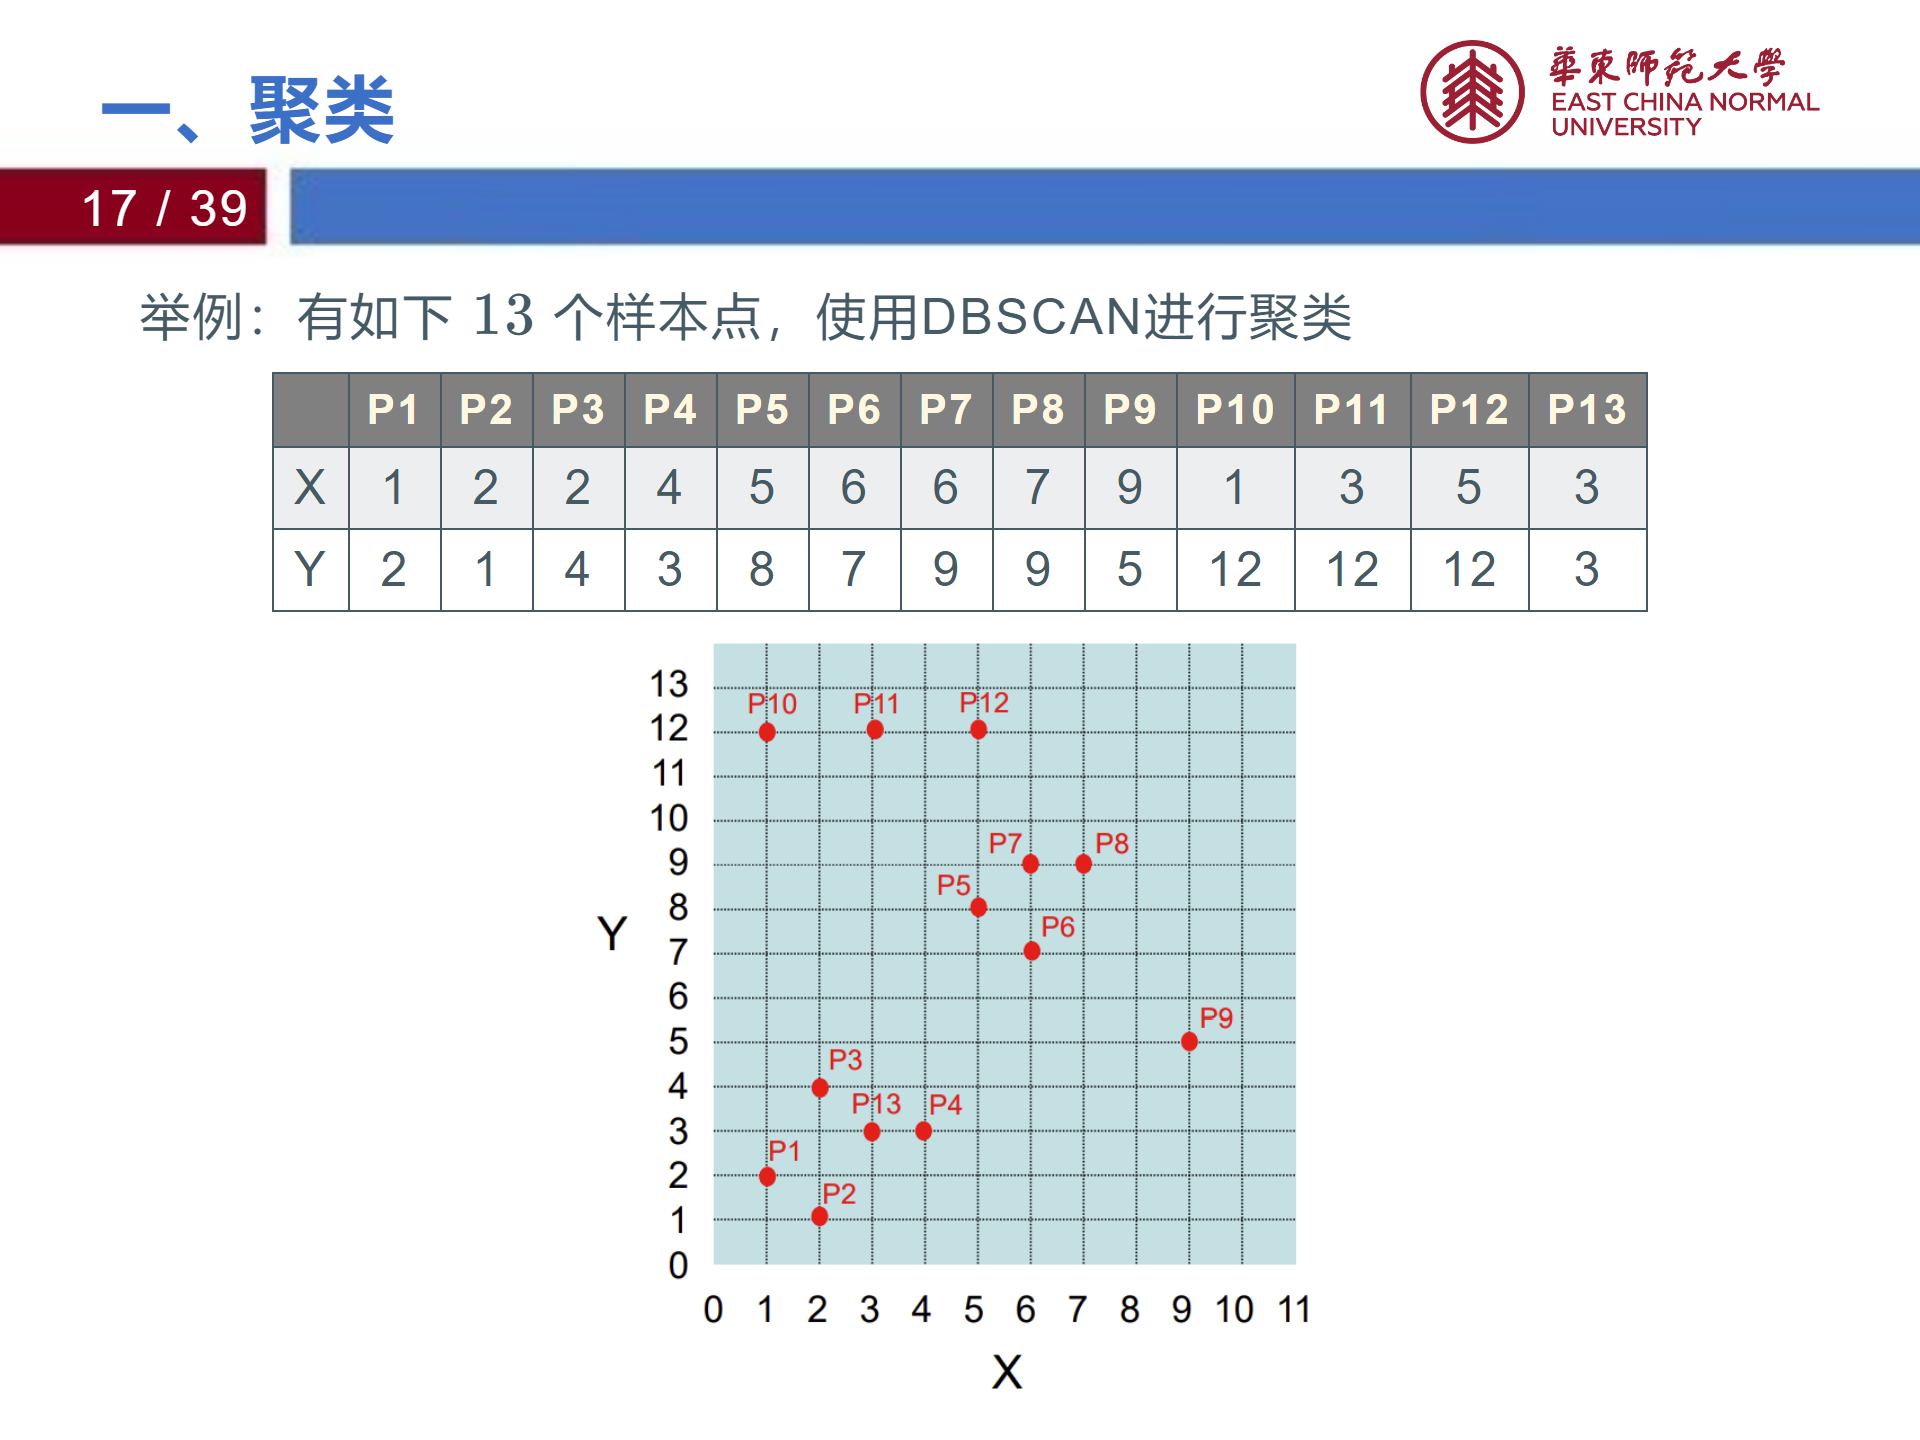 一、聚类
華東師範大學
EAST CHINA NORMAL
UNIVERSITY
17 / 39
举例：有如下 13 个样本点，使用DBSCAN进行聚类
P1 P2 P3 P4 P5 P6 P7 P8 P9 P10 P11 P12 P13
X 1 2 2 4 5 6 6 7 9 1 3 5 3
Y 2 1 4 3 8 7 9 9 5 12 12 12 3
13
P10 P11 P12
12
11
10
P7 P8
9
P5
8
Y
P6
7
6
P9
5
P3
4
P13 P4
3
P1
2
P2
1
0
0 1 2 3 4 5 6 7 8 9 10 11
X